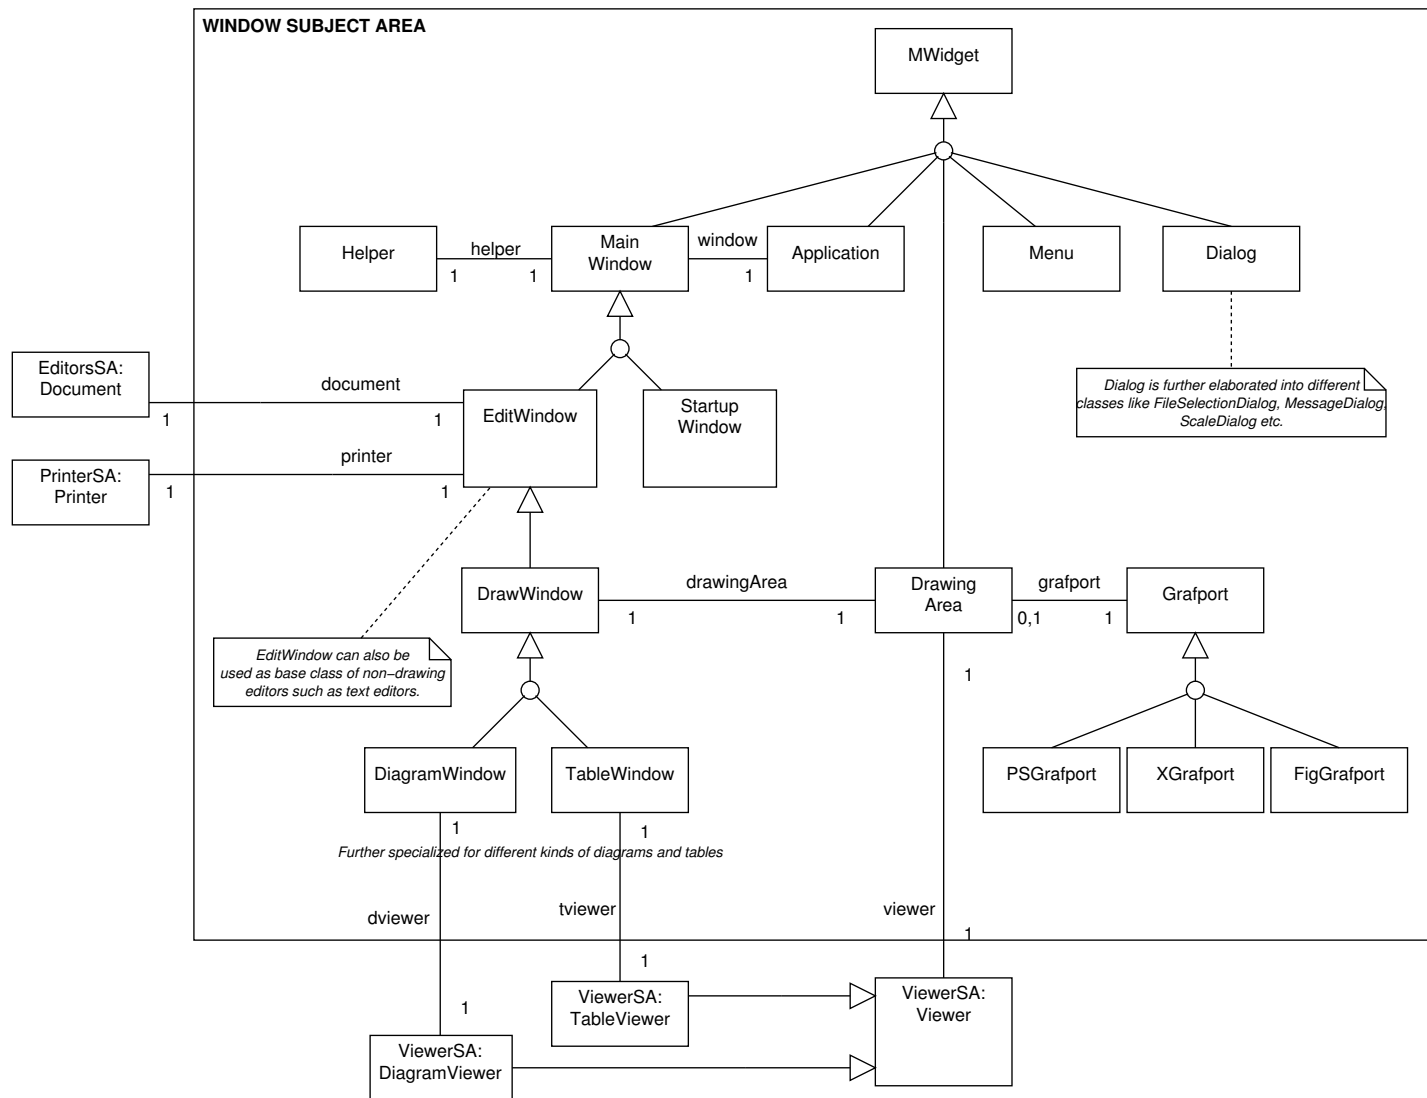 WINDOW SUBJECT AREA
MWidget
Helper
helper
1
1
Main
Window
window
1
Application
Menu
Dialog
EditorsSA:
Document
document
1
1
EditWindow
Startup
Window
Dialog is further elaborated into different
classes like FileSelectionDialog, MessageDialog,
ScaleDialog etc.
PrinterSA:
Printer
printer
1
1
DrawWindow
drawingArea
1
1
Drawing
Area
grafport
0,1
1
Grafport
EditWindow can also be
used as base class of non−drawing
editors such as text editors.
1
DiagramWindow
TableWindow
PSGrafport
XGrafport
FigGrafport
1
1
Further specialized for different kinds of diagrams and tables
dviewer
tviewer
viewer
1
1
1
ViewerSA:
TableViewer
ViewerSA:
Viewer
ViewerSA:
DiagramViewer